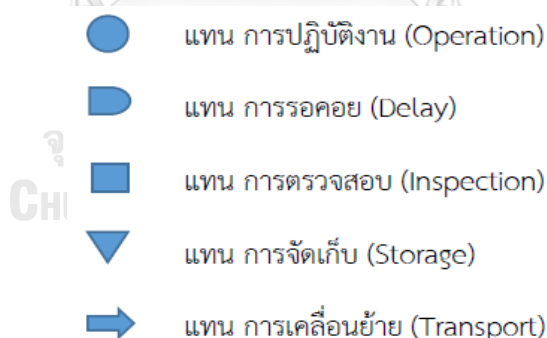 แทน การปฏิบัติงาน (Operation)
แทน การรอคอย (Delay)
แทน การตรวจสอบ (Inspection)
แทน การจัดเก็บ (Storage)
แทน การเคลื่อนย้าย (Transport)